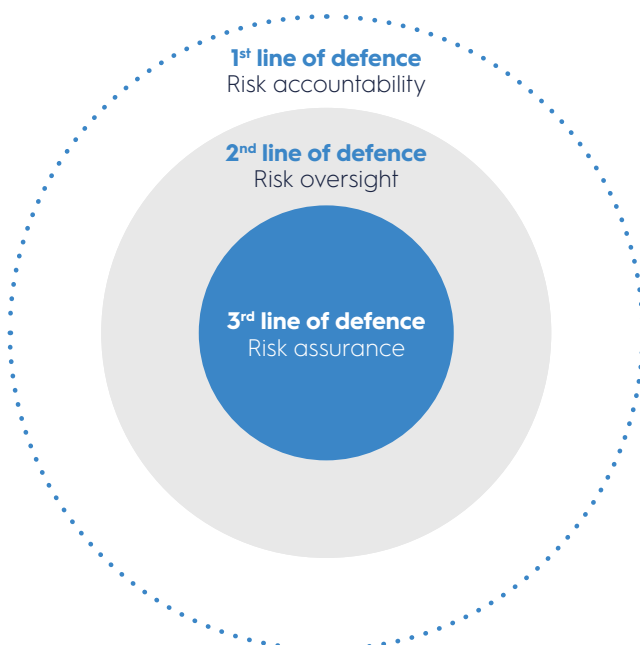 1st line of defence
Risk accountability
2nd line of defence
Risk oversight
3rd line of defence
Risk assurance